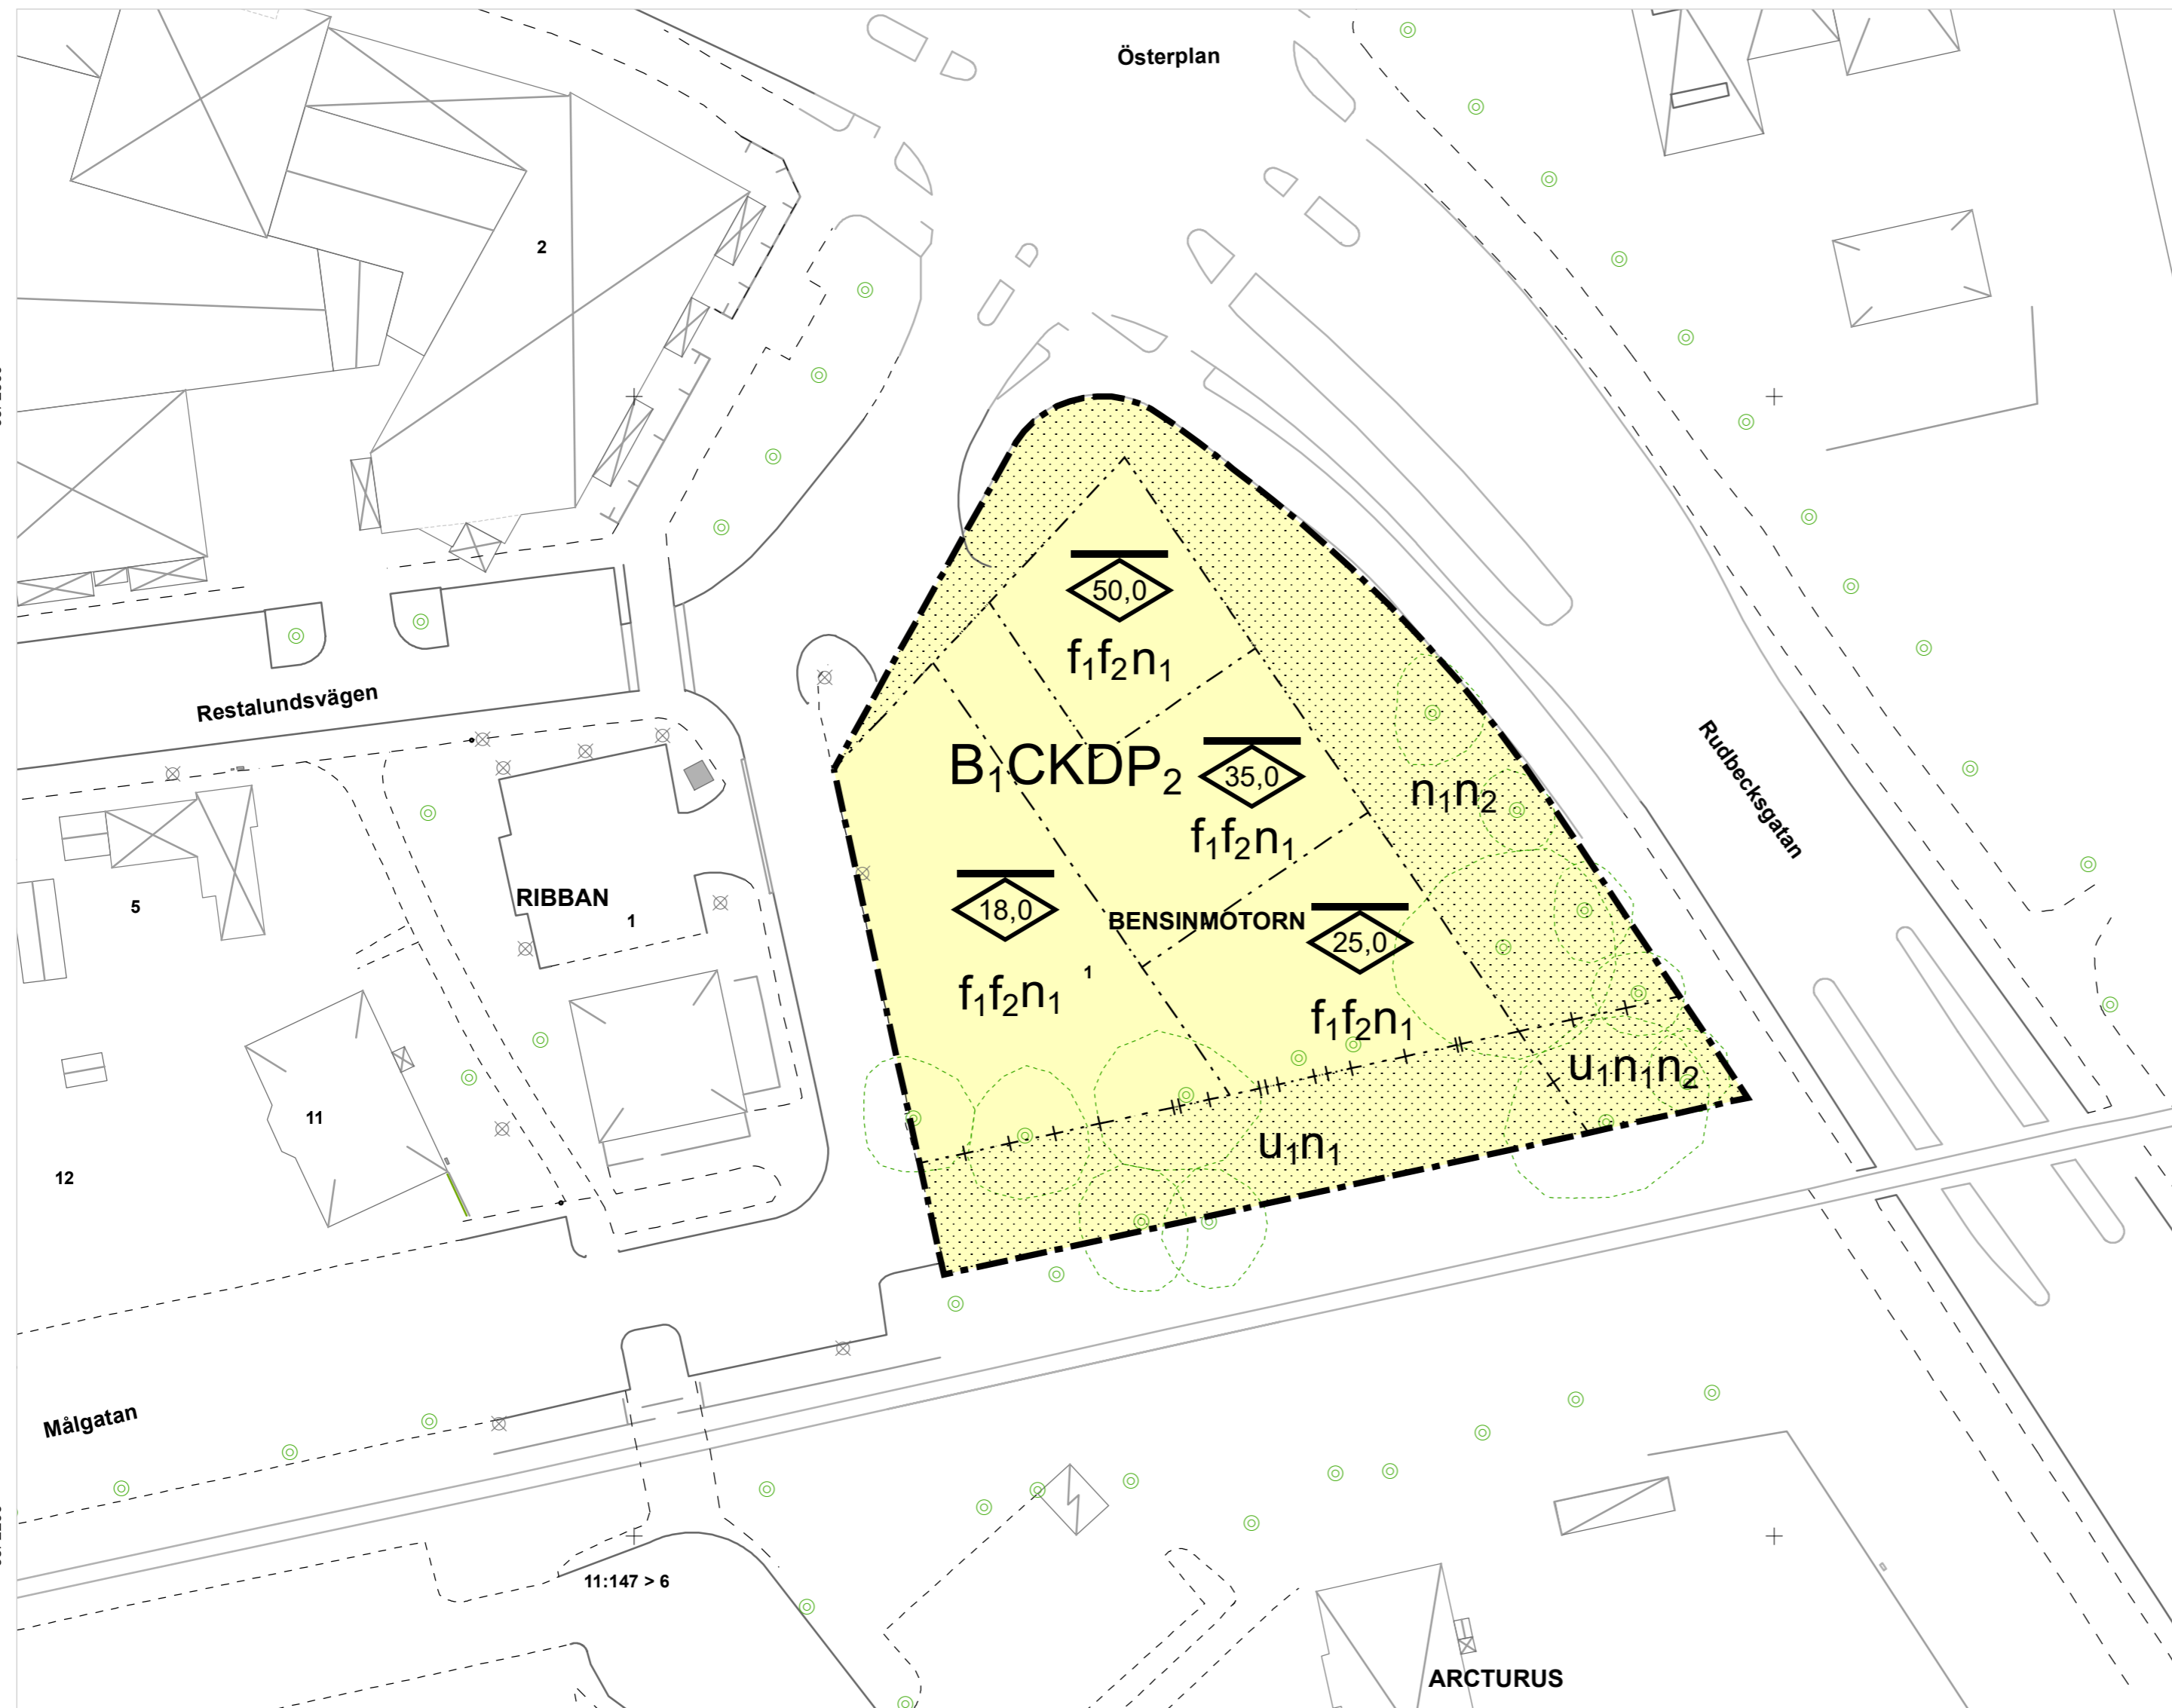 Österplan
2
50,0
f₁f₂n₁
Restalundsvägen
B₁CKDP₂
35,0
n₁n₂
Rudbecksgatan
f₁f₂n₁
RIBBAN
1
5
18,0
BENSINMOTORN
25,0
1
f₁f₂n₁
f₁f₂n₁
u₁n₁n₂
11
u₁n₁
12
Målgatan
11:147 > 6
ARCTURUS